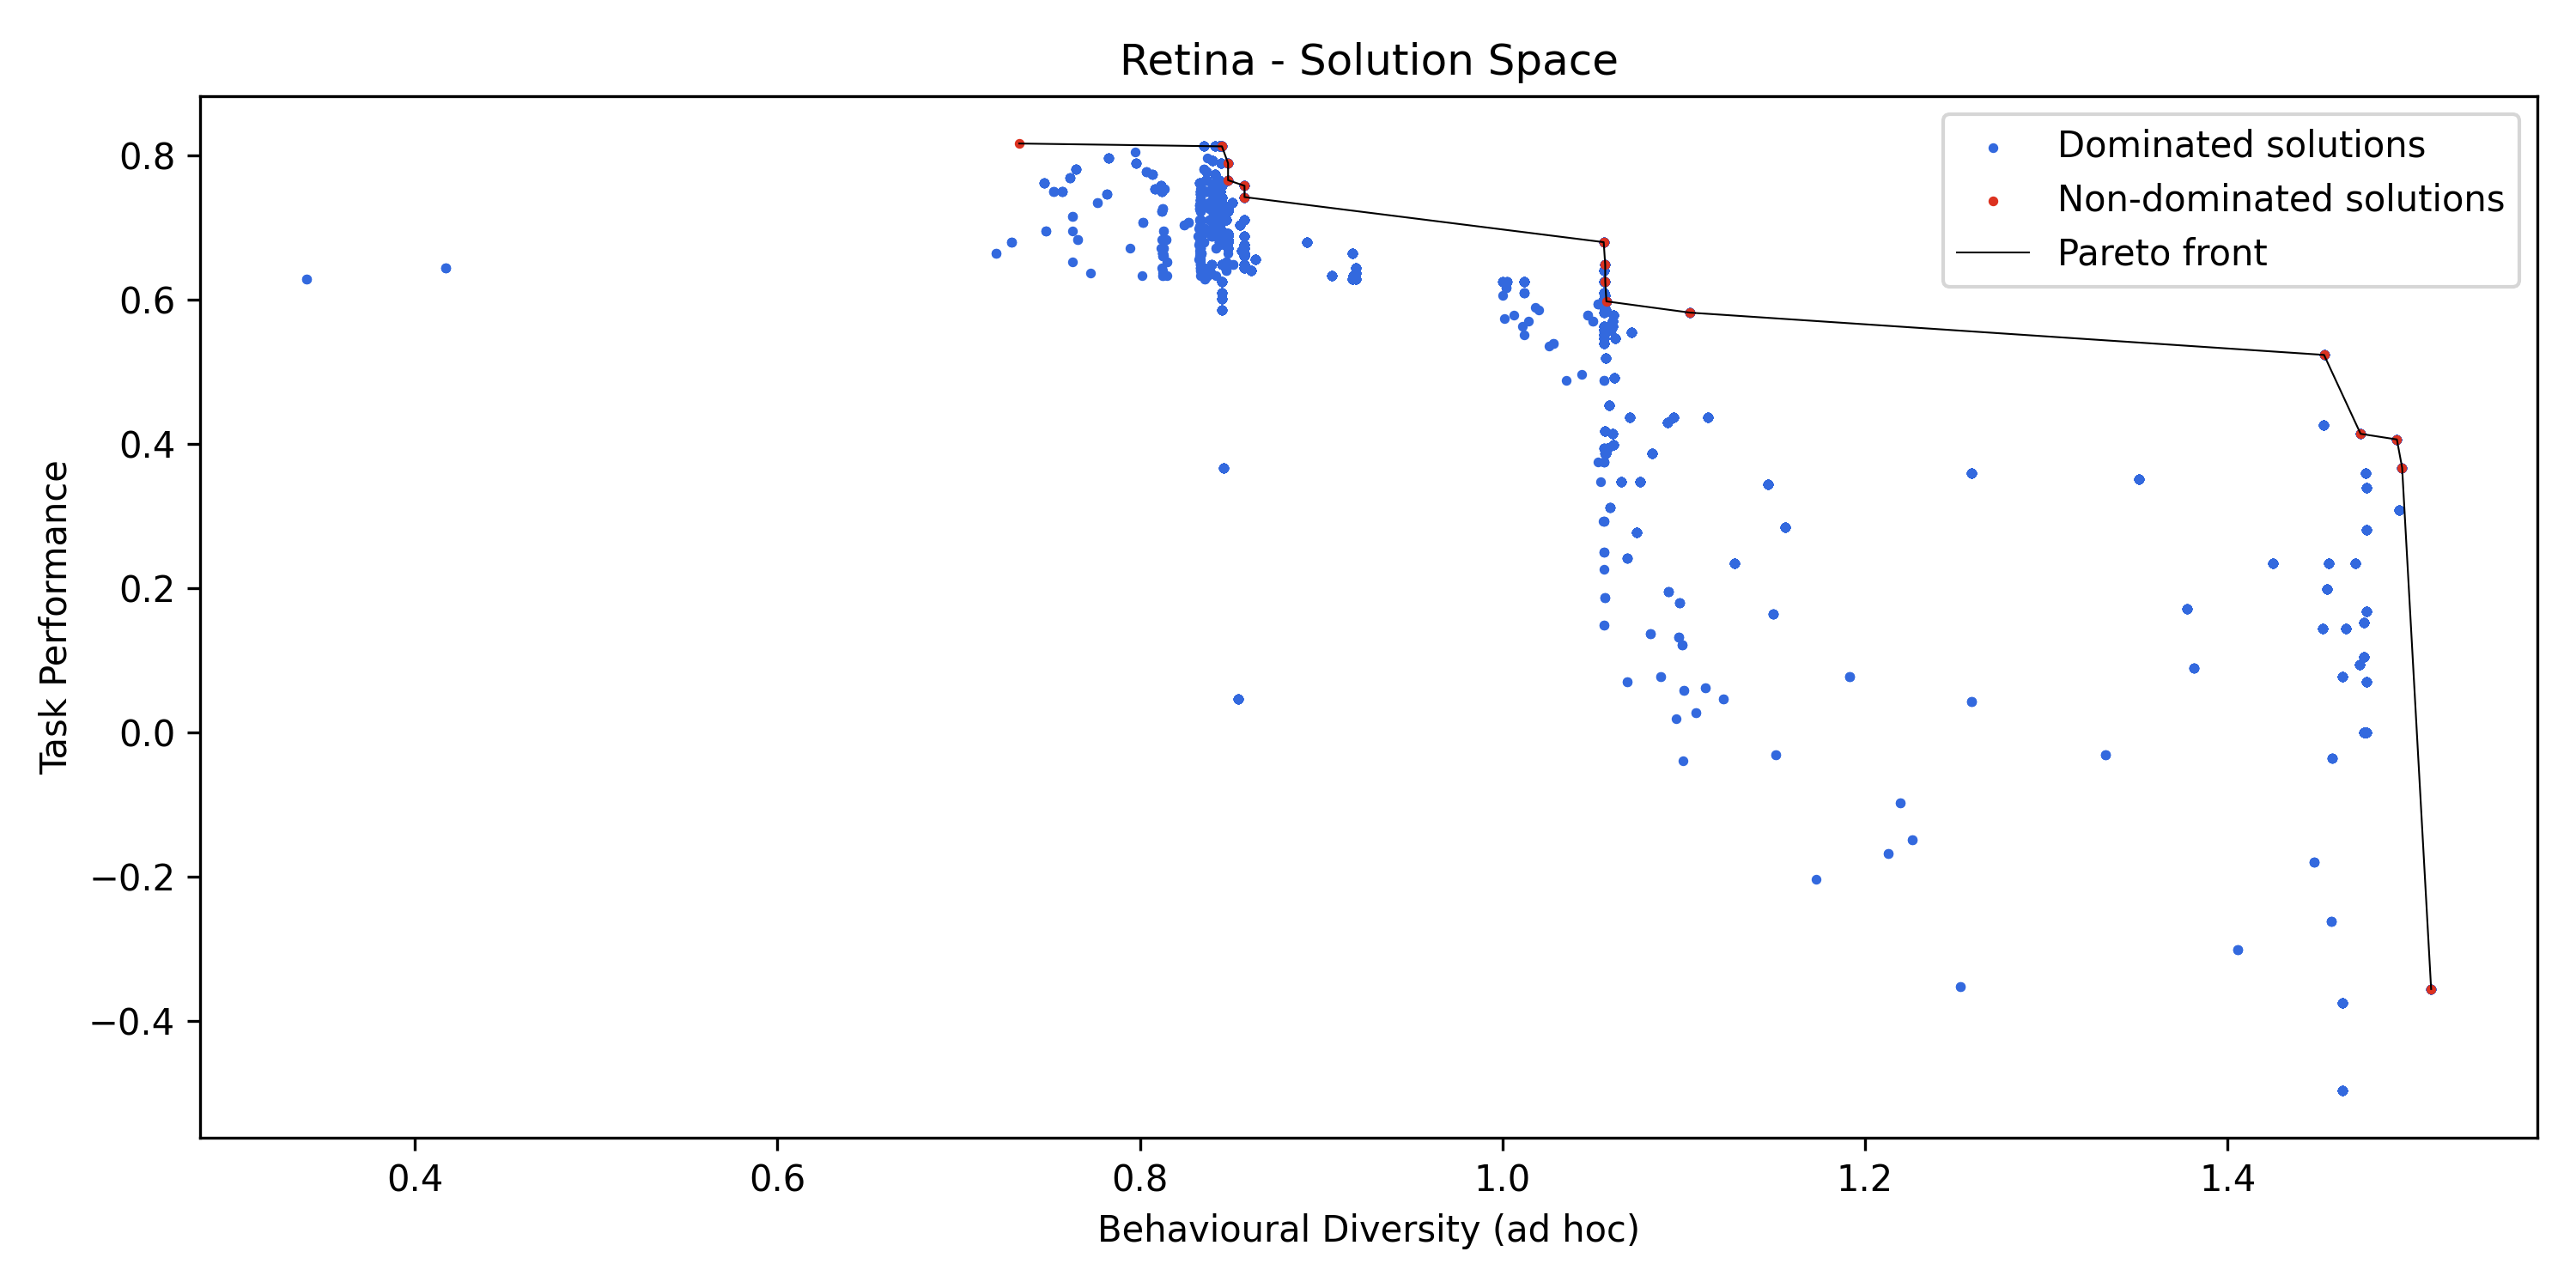 Retina - Solution Space
Dominated solutions
Non-dominated solutions
Pareto front
Task Performance
0.8
0.6
0.4
0.2
0.0
−0.2
−0.4
0.4 0.6 0.8 1.0 1.2 1.4
Behavioural Diversity (ad hoc)